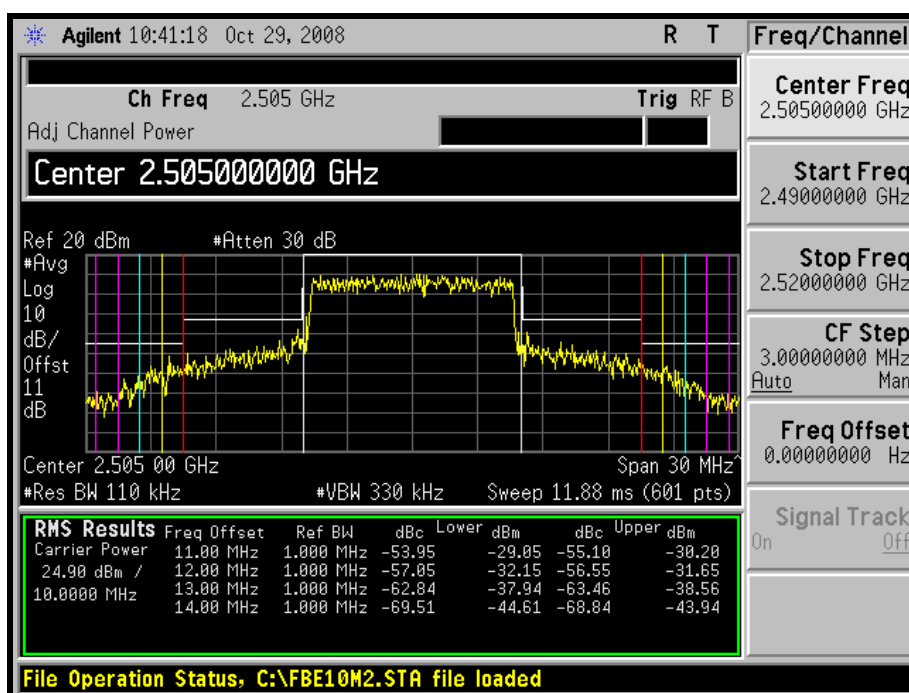 Agilent 10:41:18 Oct 29, 2008 R T
Freq/Channel
Ch Freq 2.505 GHz Trig RF B
Adj Channel Power
Center 2.505000000 GHz
Center Freq
2.50500000 GHz
Start Freq
2.49000000 GHz
Stop Freq
2.52000000 GHz
CF Step
3.00000000 MHz
Auto Man
Freq Offset
0.00000000 Hz
Signal Track
On Off
Ref 20 dBm #Atten 30 dB
#Avg
Log
10
dB/
Offst
11
dB
Center 2.505 00 GHz Span 30 MHz^
#Res BW 110 kHz #VBW 330 kHz Sweep 11.88 ms (601 pts)
RMS Results Freq Offset Ref BW dBc Lower dBm dBc Upper dBm
Carrier Power 11.00 MHz 1.000 MHz -53.95 -29.05 -55.10 -30.20
24.90 dBm / 12.00 MHz 1.000 MHz -57.05 -32.15 -56.55 -31.65
10.0000 MHz 13.00 MHz 1.000 MHz -62.84 -37.94 -63.46 -38.56
14.00 MHz 1.000 MHz -69.51 -44.61 -68.84 -43.94
File Operation Status, C:\FBE10M2.STA file loaded